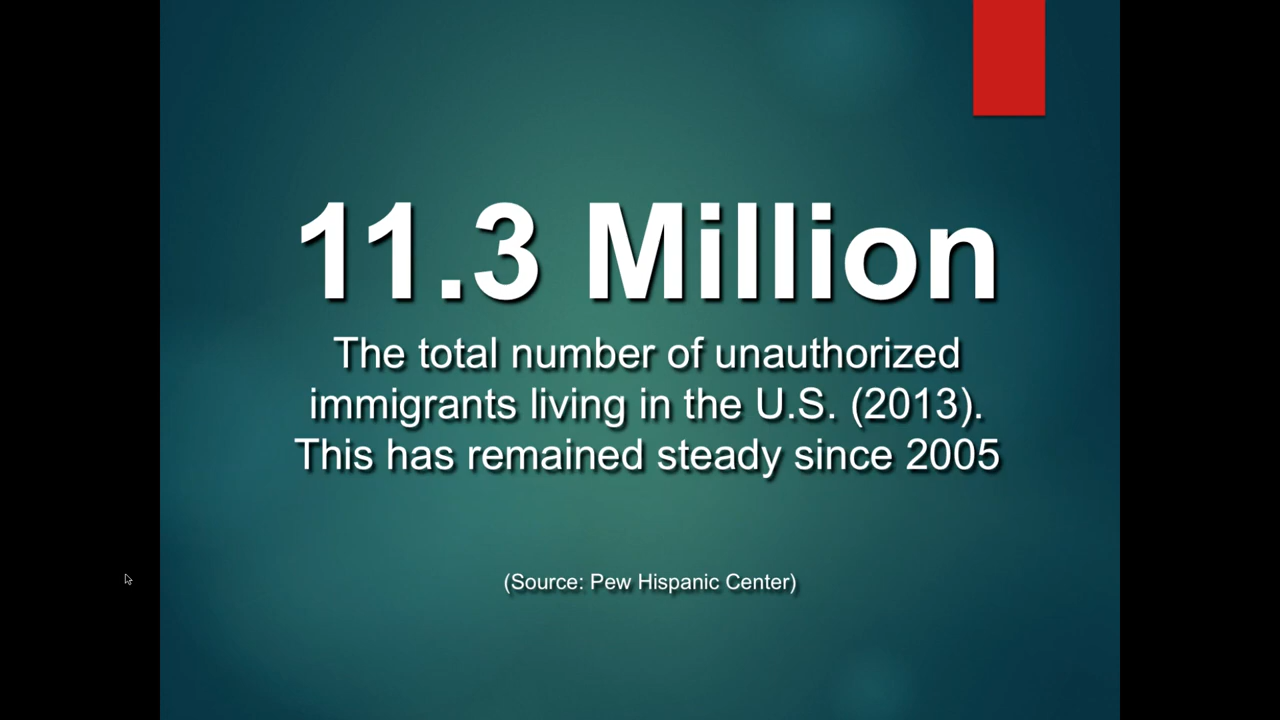 11.3 Million
The total number of unauthorized
immigrants living in the U.S. (2013).
This has remained steady since 2005
(Source: Pew Hispanic Center)